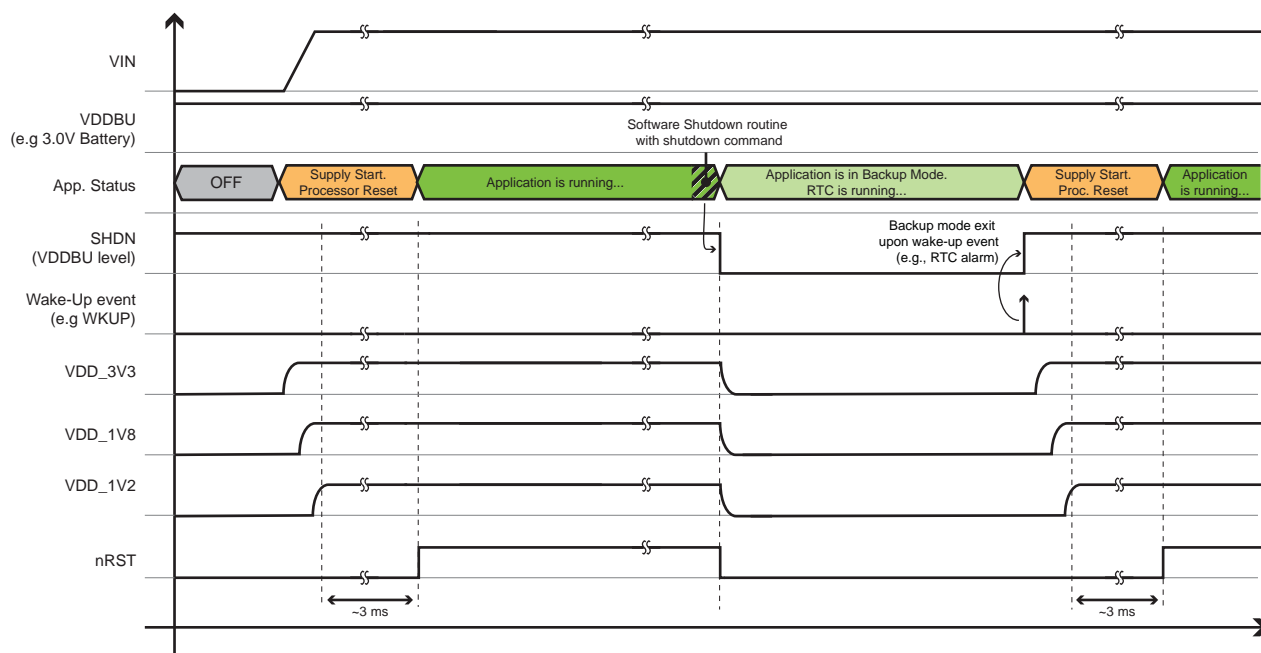 VIN
VDDBU
(e.g 3.0V Battery)
Software Shutdown routine
with shutdown command
App. Status
OFF
Supply Start.
Processor Reset
Application is running...
Application is in Backup Mode.
RTC is running...
Supply Start.
Proc. Reset
Application
is running...
SHDN
(VDDBU level)
Backup mode exit
upon wake-up event
(e.g., RTC alarm)
Wake-Up event
(e.g WKUP)
VDD_3V3
VDD_1V8
VDD_1V2
nRST
~3 ms
~3 ms